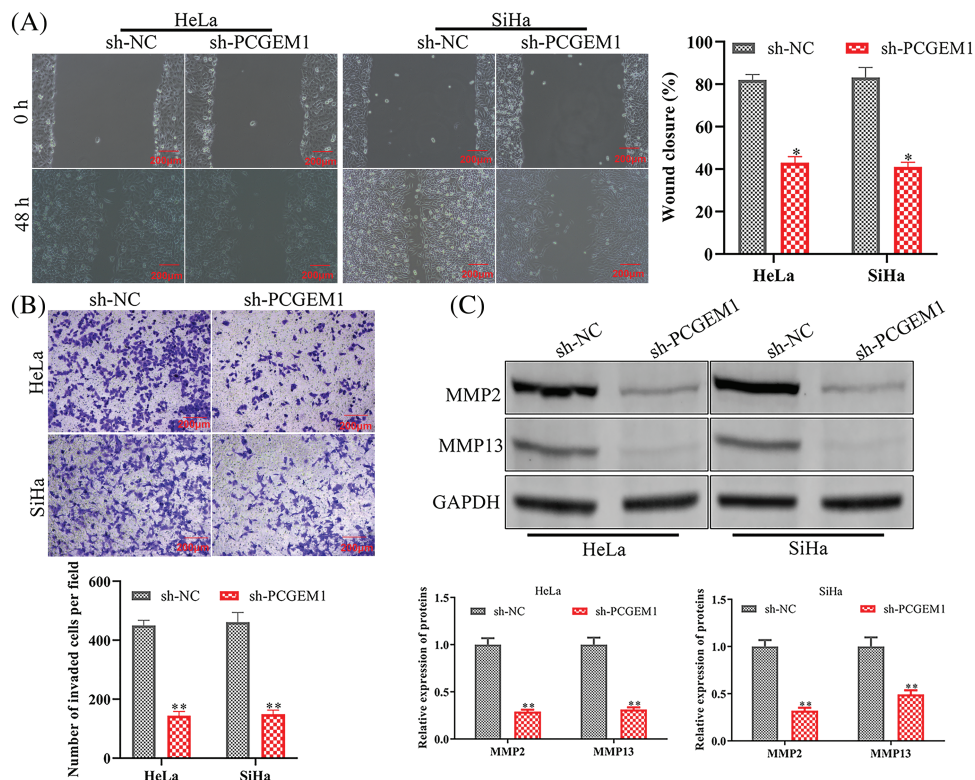 (A)
HeLa
SiHa
sh-NC
sh-PCGEM1
sh-NC
sh-PCGEM1
0 h
200μm
200μm
200μm
200μm
48 h
200μm
200μm
200μm
200μm
sh-NC
sh-PCGEM1
Wound closure (%)
100
80
60
40
20
0
*
*
HeLa
SiHa
(B)
sh-NC
sh-PCGEM1
HeLa
200μm
200μm
SiHa
200μm
200μm
sh-NC
sh-PCGEM1
Number of invaded cells per field
600
400
200
0
**
**
HeLa
SiHa
(C)
sh-NC
sh-PCGEM1
sh-NC
sh-PCGEM1
MMP2
MMP13
GAPDH
HeLa
SiHa
HeLa
sh-NC
sh-PCGEM1
Relative expression of proteins
1.5
1.0
0.5
0.0
**
**
MMP2
MMP13
SiHa
sh-NC
sh-PCGEM1
Relative expression of proteins
1.5
1.0
0.5
0.0
**
**
MMP2
MMP13